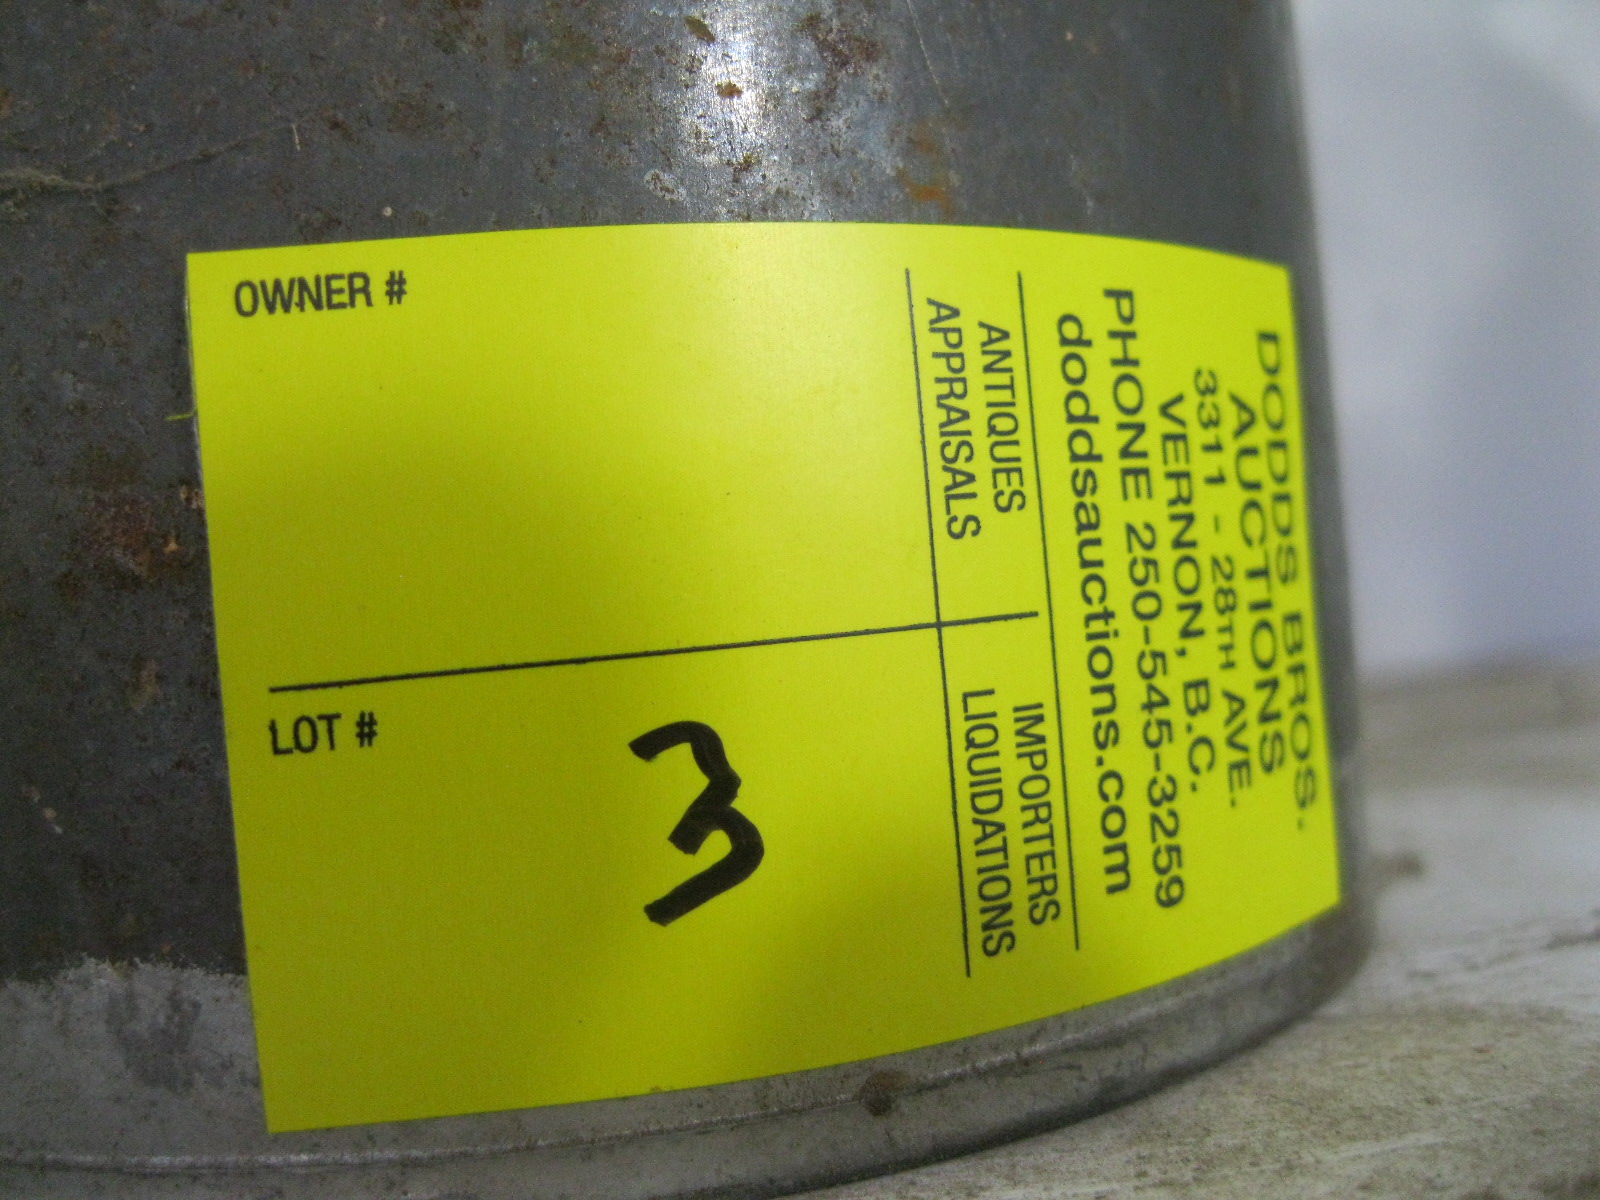 DODDS BROS.
AUCTIONS
3311 - 28TH AVE.
VERNON, B.C.
PHONE 250-545-3259
doddsauctions.com
ANTIQUES
APPRAISALS
IMPORTERS
LIQUIDATIONS
OWNER #
LOT #
3